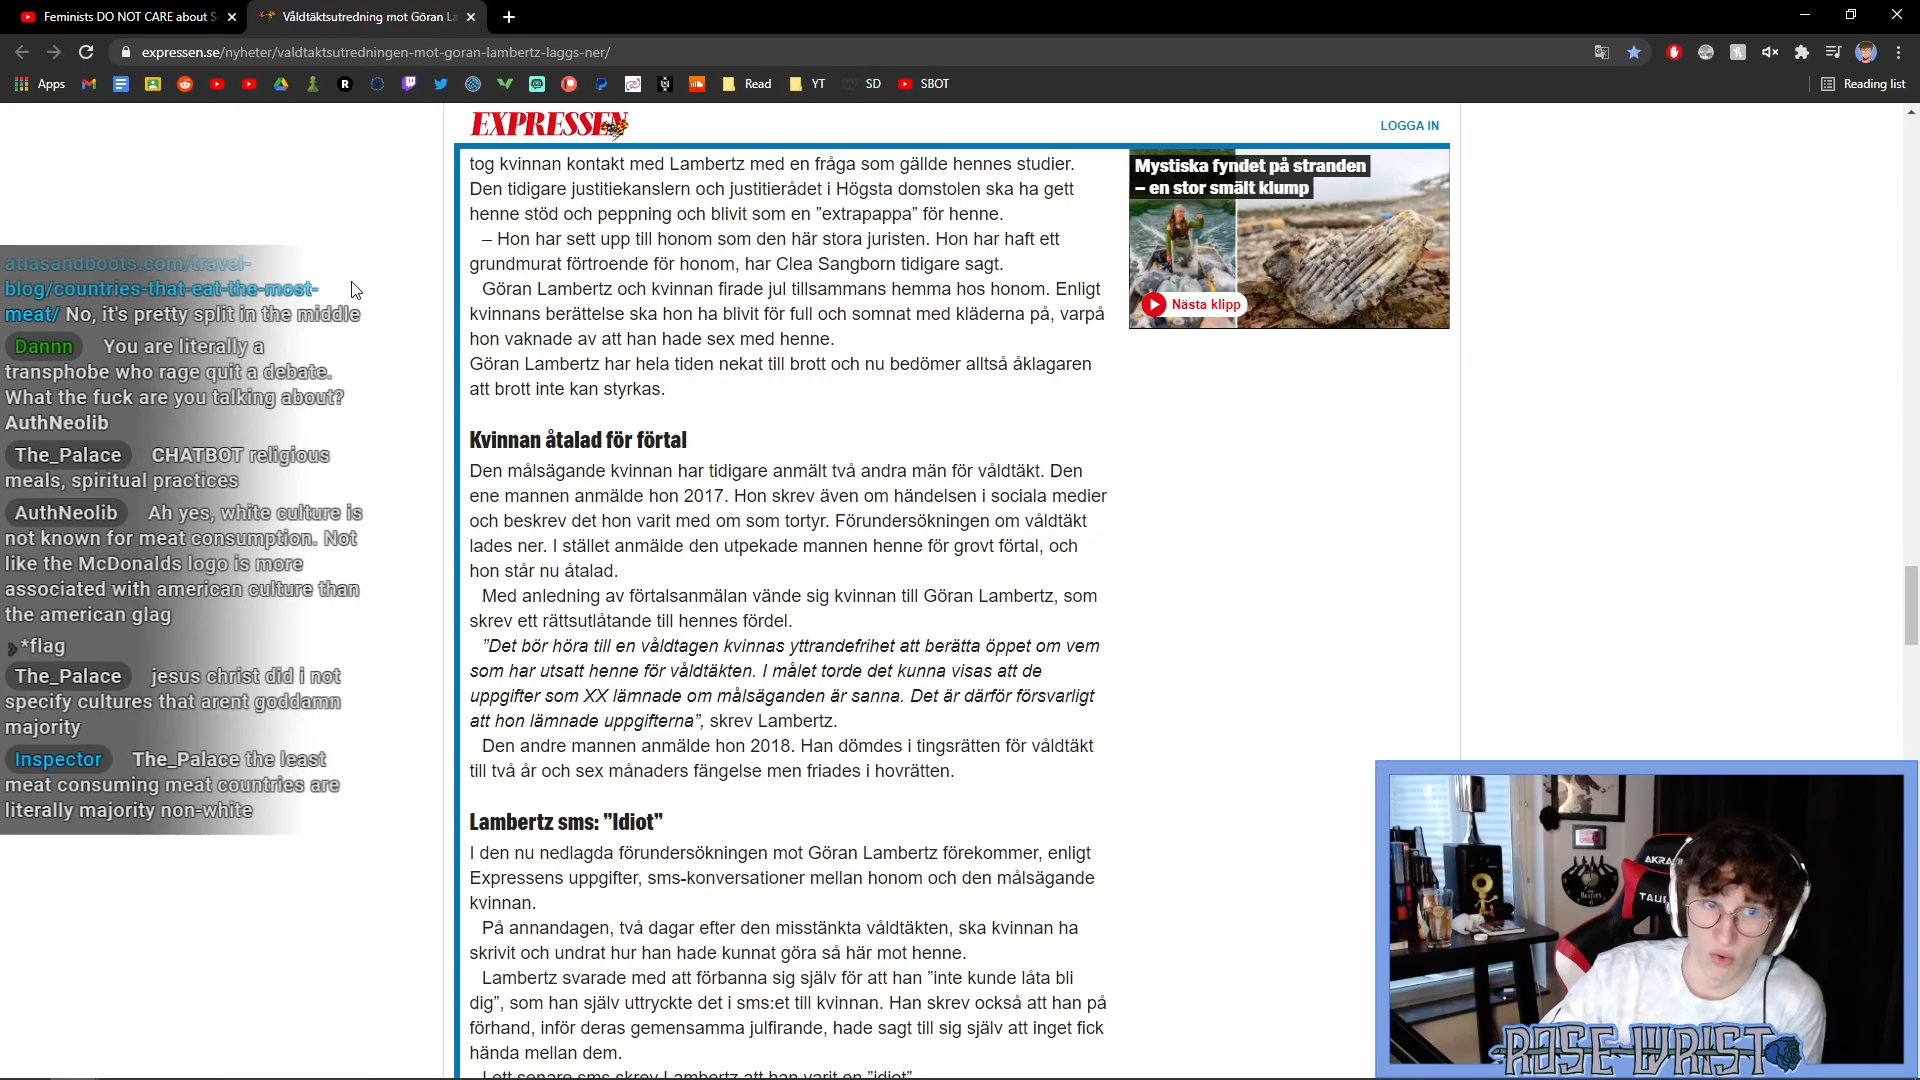 Feminists DO NOT CARE about S
Våldtäktsutredning mot Göran La
expressen.se/nyheter/valdtaktsutredningen-mot-goran-lambertz-laggs-ner/
Apps
Read
YT
SD
SBOT
Reading list
EXPRESSEN
LOGGA IN
tog kvinnan kontakt med Lambertz med en fråga som gällde hennes studier.
Den tidigare justitiekanslern och justitierådet i Högsta domstolen ska ha gett
henne stöd och peppning och blivit som en ”extrapappa” för henne.
– Hon har sett upp till honom som den här stora juristen. Hon har haft ett
grundmurat förtroende för honom, har Clea Sangborn tidigare sagt.
Göran Lambertz och kvinnan firade jul tillsammans hemma hos honom. Enligt
kvinnans berättelse ska hon ha blivit för full och somnat med kläderna på, varpå
hon vaknade av att han hade sex med henne.
Göran Lambertz har hela tiden nekat till brott och nu bedömer alltså åklagaren
att brott inte kan styrkas.
Kvinnan åtalad för förtal
Den målsägande kvinnan har tidigare anmält två andra män för våldtäkt. Den
ene mannen anmälde hon 2017. Hon skrev även om händelsen i sociala medier
och beskrev det hon varit med om som tortyr. Förundersökningen om våldtäkt
lades ner. I stället anmälde den utpekade mannen henne för grovt förtal, och
hon står nu åtalad.
Med anledning av förtalsanmälan vände sig kvinnan till Göran Lambertz, som
skrev ett rättsutlåtande till hennes fördel.
”Det bör höra till en våldtagen kvinnas yttrandefrihet att berätta öppet om vem
som har utsatt henne för våldtäkten. I målet torde det kunna visas att de
uppgifter som XX lämnade om målsäganden är sanna. Det är därför försvarligt
att hon lämnade uppgifterna”, skrev Lambertz.
Den andre mannen anmälde hon 2018. Han dömdes i tingsrätten för våldtäkt
till två år och sex månaders fängelse men friades i hovrätten.
Lambertz sms: ”Idiot”
I den nu nedlagda förundersökningen mot Göran Lambertz förekommer, enligt
Expressens uppgifter, sms-konversationer mellan honom och den målsägande
kvinnan.
På annandagen, två dagar efter den misstänkta våldtäkten, ska kvinnan ha
skrivit och undrat hur han hade kunnat göra så här mot henne.
Lambertz svarade med att förbanna sig själv för att han ”inte kunde låta bli
dig”, som han själv uttryckte det i sms:et till kvinnan. Han skrev också att han på
förhand, inför deras gemensamma julfirande, hade sagt till sig själv att inget fick
hända mellan dem.
I ett senare sms skrev Lambertz att han varit en ”idiot”
Mystiska fyndet på stranden
– en stor smält klump
Nästa klipp
atlasandboots.com/travel-
blog/countries-that-eat-the-most-
meat/ No, it's pretty split in the middle
Dannn You are literally a
transphobe who rage quit a debate.
What the fuck are you talking about?
AuthNeolib
The_Palace CHATBOT religious
meals, spiritual practices
AuthNeolib Ah yes, white culture is
not known for meat consumption. Not
like the McDonalds logo is more
associated with american culture than
the american glag
*flag
The_Palace jesus christ did i not
specify cultures that arent goddamn
majority
Inspector The_Palace the least
meat consuming meat countries are
literally majority non-white
AKRA
TAU
ROSE WRIST